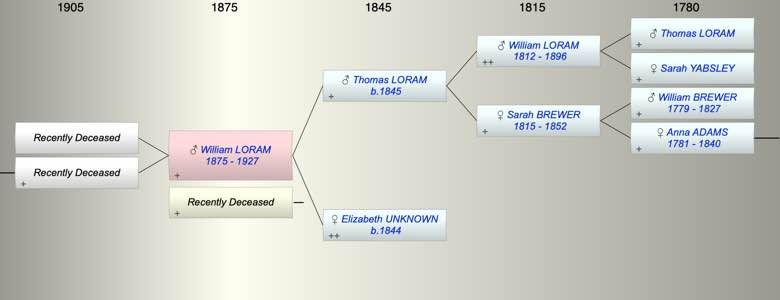 1905 1875 1845 1815 1780
Recently Deceased
+
Recently Deceased
♂ William LORAM
1875 - 1927
+
Recently Deceased
+
♂ Thomas LORAM
b.1845
+
♀ Elizabeth UNKNOWN
b.1844
++
♂ William LORAM
1812 - 1896
++
♀ Sarah BREWER
1815 - 1852
+
♂ Thomas LORAM
+
♀ Sarah YABSLEY
+
♂ William BREWER
1779 - 1827
+
♀ Anna ADAMS
1781 - 1840
+